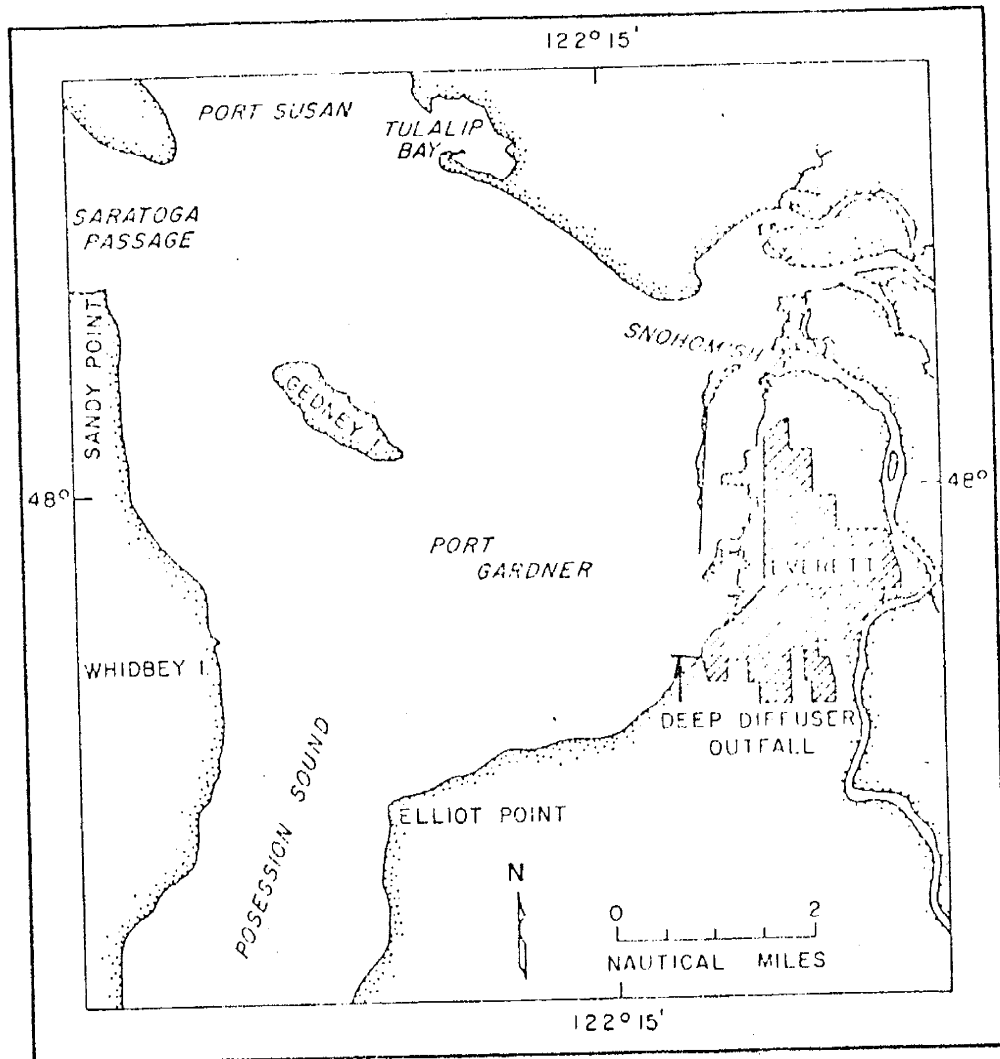 122° 15'
PORT SUSAN
TULALIP
BAY
SARATOGA
PASSAGE
SANDY POINT
SNOHOMISH
GEDNEY I.
48°
48°
PORT
GARDNER
EVERETT
WHIDBEY I.
DEEP DIFFUSER
OUTFALL
POSESSION SOUND
ELLIOT POINT
N
0 2
NAUTICAL MILES
122° 15'